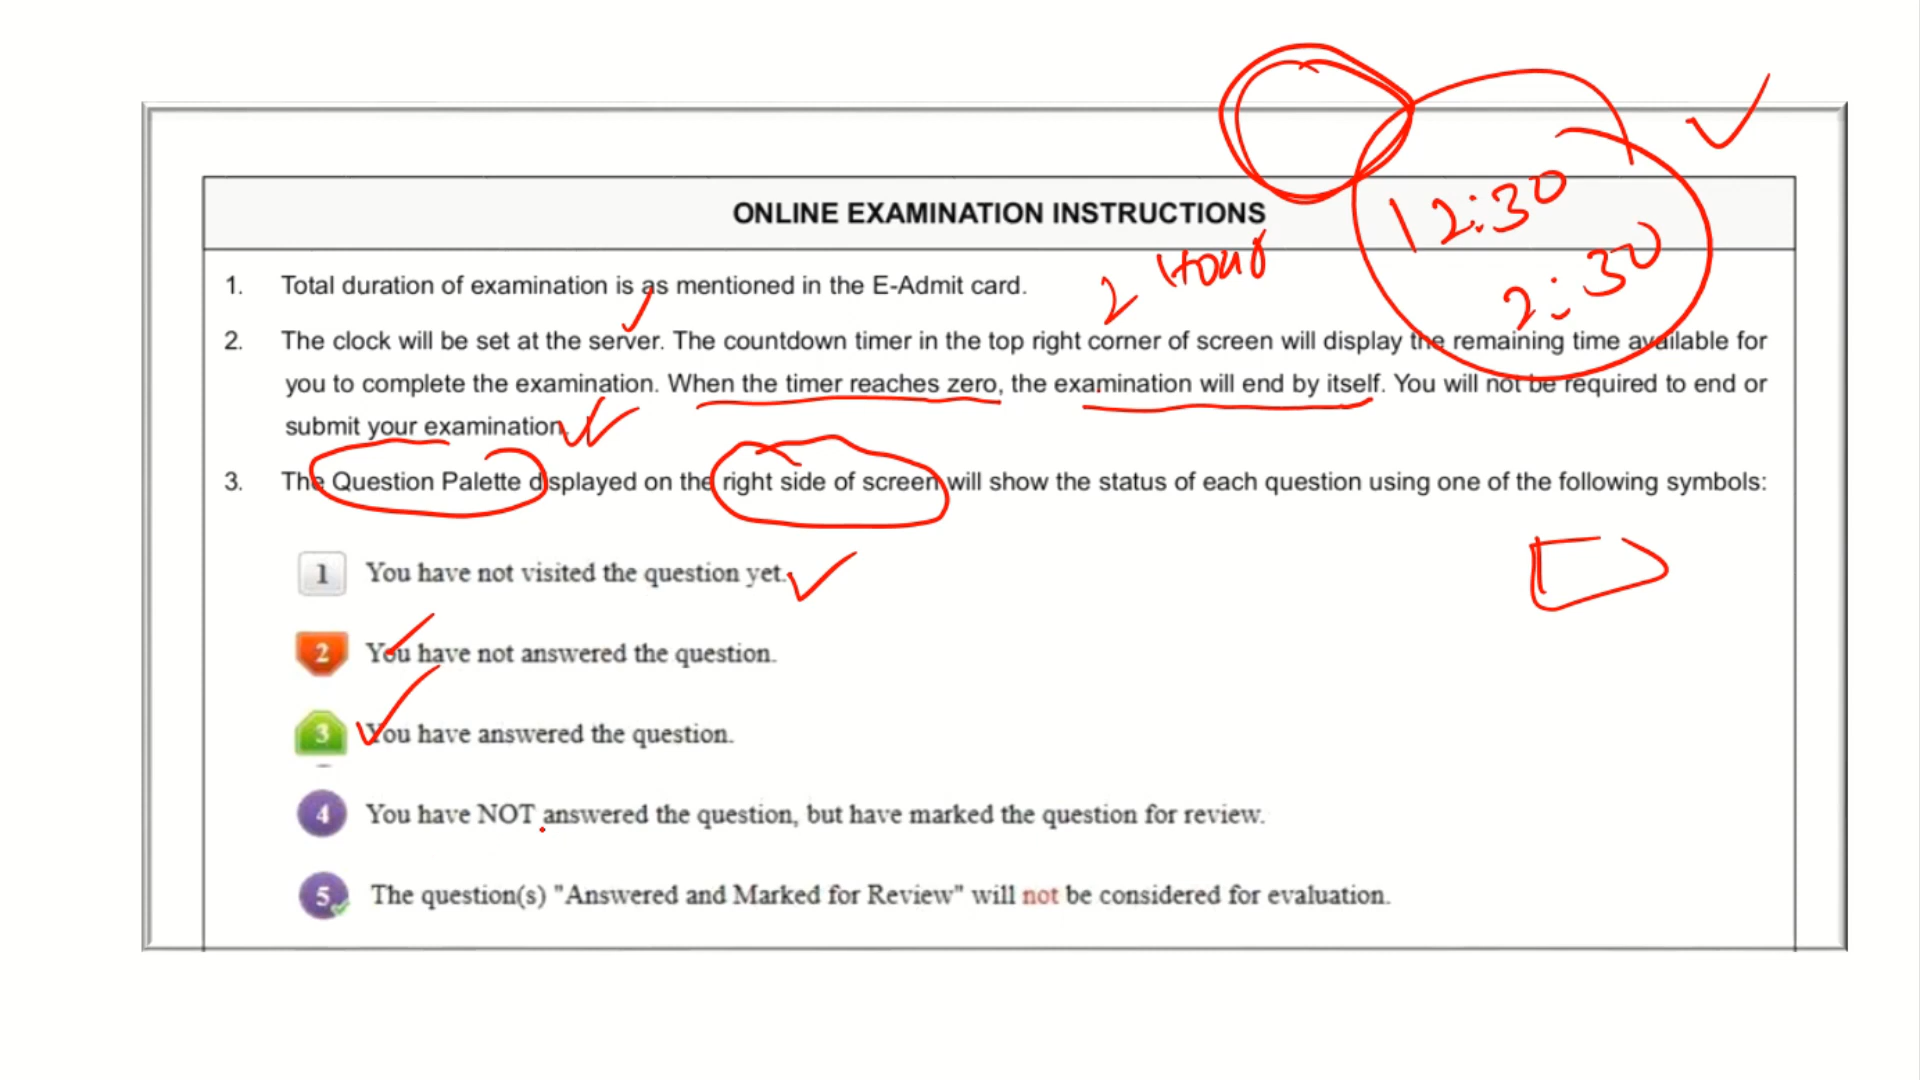 12:30
ONLINE EXAMINATION INSTRUCTIONS
2 Hour
2:30
1. Total duration of examination is as mentioned in the E-Admit card.
2. The clock will be set at the server. The countdown timer in the top right corner of screen will display the remaining time available for
you to complete the examination. When the timer reaches zero, the examination will end by itself. You will not be required to end or
submit your examination.
3. The Question Palette displayed on the right side of screen will show the status of each question using one of the following symbols:
1 You have not visited the question yet.
2 You have not answered the question.
3 You have answered the question.
4 You have NOT answered the question, but have marked the question for review.
5 The question(s) "Answered and Marked for Review" will not be considered for evaluation.